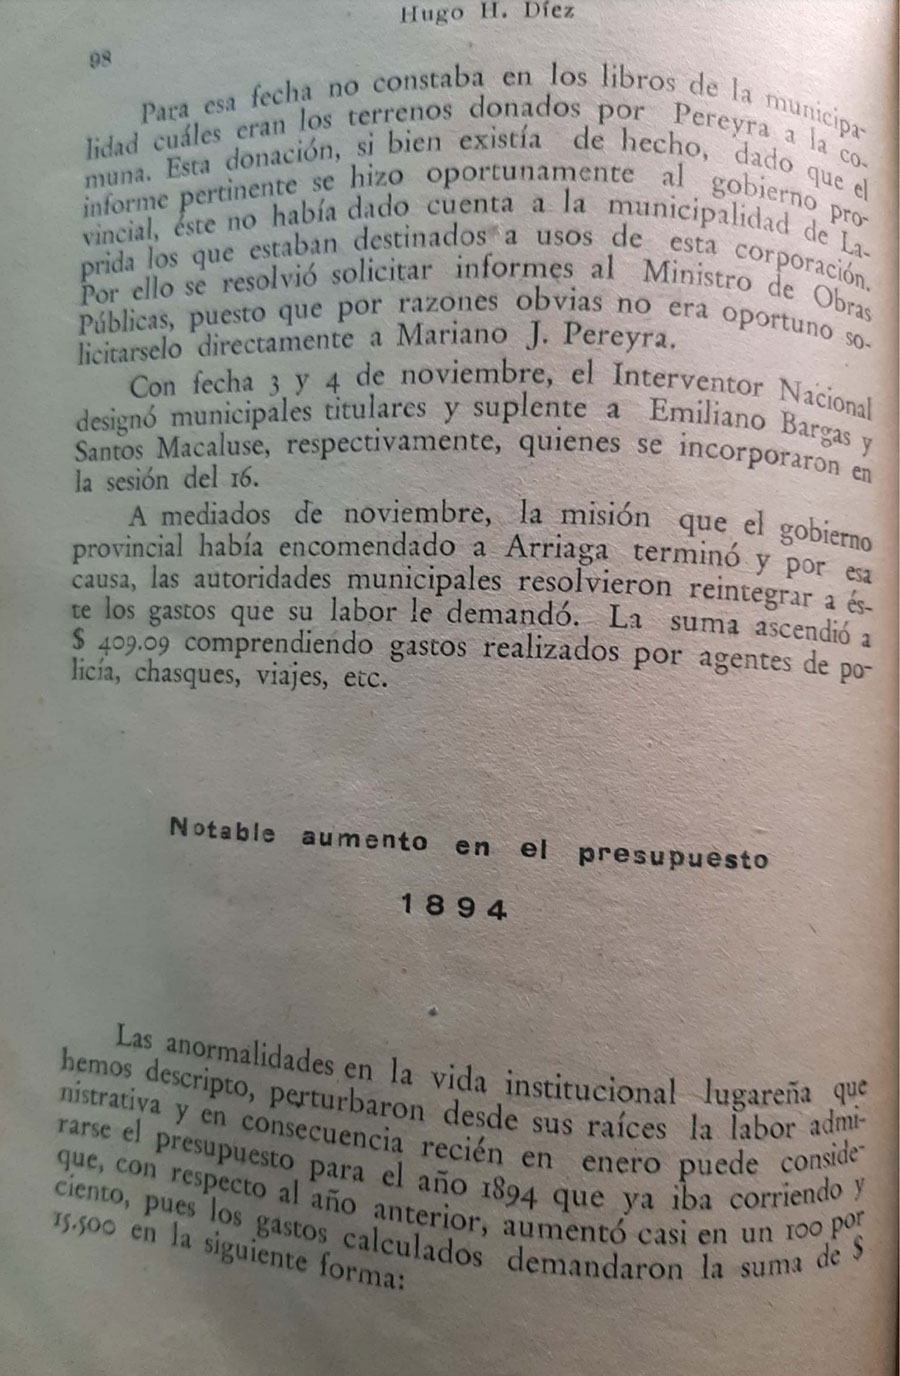 Hugo H. Díez
98
Para esa fecha no constaba en los libros de la municipa-
lidad cuáles eran los terrenos donados por Pereyra a la co-
muna. Esta donación, si bien existía de hecho, dado que el
informe pertinente se hizo oportunamente al gobierno pro-
vincial, éste no había dado cuenta a la municipalidad de La-
prida los que estaban destinados a usos de esta corporación.
Por ello se resolvió solicitar informes al Ministro de Obras
Públicas, puesto que por razones obvias no era oportuno so-
licitarselo directamente a Mariano J. Pereyra.
Con fecha 3 y 4 de noviembre, el Interventor Nacional
designó municipales titulares y suplente a Emiliano Bargas y
Santos Macaluse, respectivamente, quienes se incorporaron en
la sesión del 16.
A mediados de noviembre, la misión que el gobierno
provincial había encomendado a Arriaga terminó y por esa
causa, las autoridades municipales resolvieron reintegrar a és-
te los gastos que su labor le demandó. La suma ascendió a
$ 409.09 comprendiendo gastos realizados por agentes de po-
licía, chasques, viajes, etc.
Notable aumento en el presupuesto
1894
Las anormalidades en la vida institucional lugareña que
hemos descripto, perturbaron desde sus raíces la labor admi-
nistrativa y en consecuencia recién en enero puede conside-
rarse el presupuesto para el año 1894 que ya iba corriendo y
que, con respecto al año anterior, aumentó casi en un 100 por
ciento, pues los gastos calculados demandaron la suma de $
15.500 en la siguiente forma: